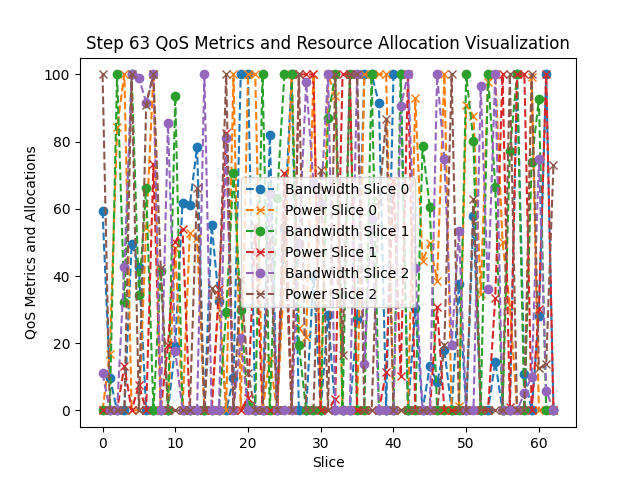 Step 63 QoS Metrics and Resource Allocation Visualization
QoS Metrics and Allocations
100
80
60
40
20
0
Bandwidth Slice 0
Power Slice 0
Bandwidth Slice 1
Power Slice 1
Bandwidth Slice 2
Power Slice 2
0 10 20 30 40 50 60
Slice